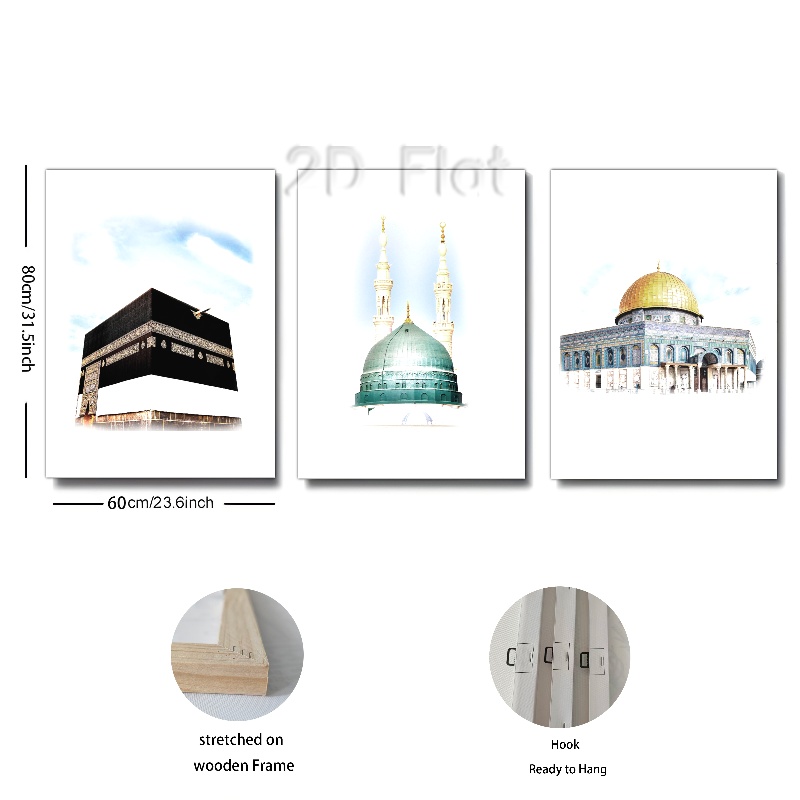 2D Flat
80cm/31.5inch
60cm/23.6inch
stretched on
wooden Frame
Hook
Ready to Hang